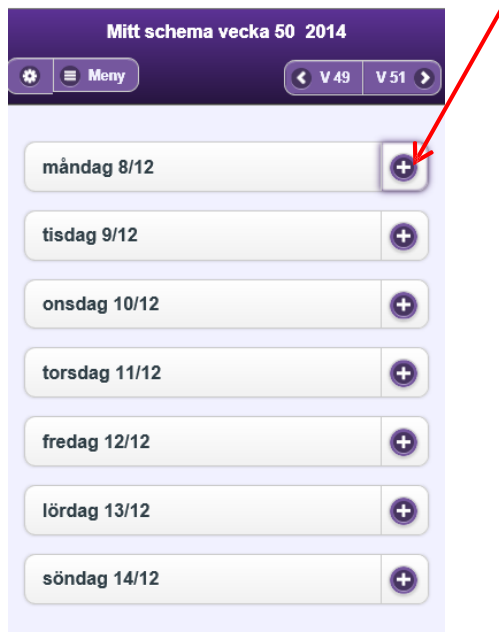 Mitt schema vecka 50 2014
Meny
V 49
V 51
måndag 8/12
tisdag 9/12
onsdag 10/12
torsdag 11/12
fredag 12/12
lördag 13/12
söndag 14/12